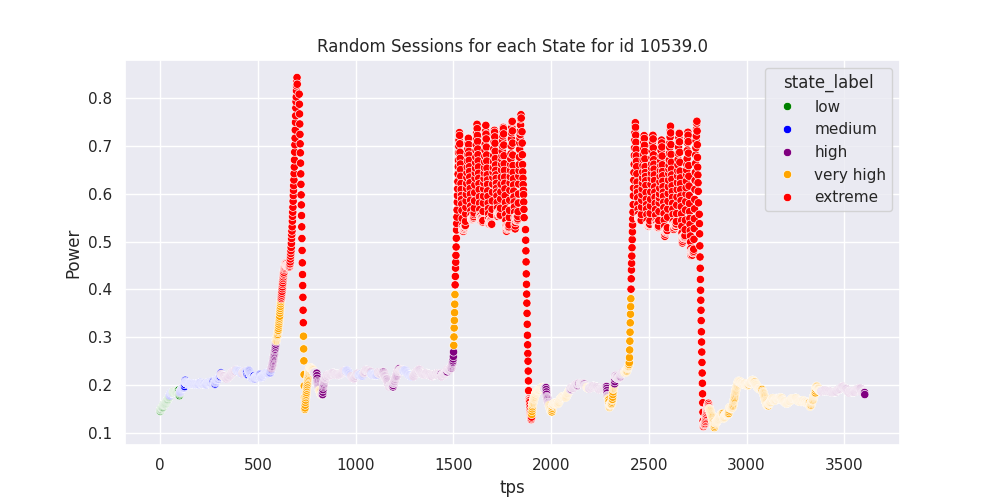 Random Sessions for each State for id 10539.0
state_label
low
medium
high
very high
extreme
Power
0.8
0.7
0.6
0.5
0.4
0.3
0.2
0.1
0 500 1000 1500 2000 2500 3000 3500
tps